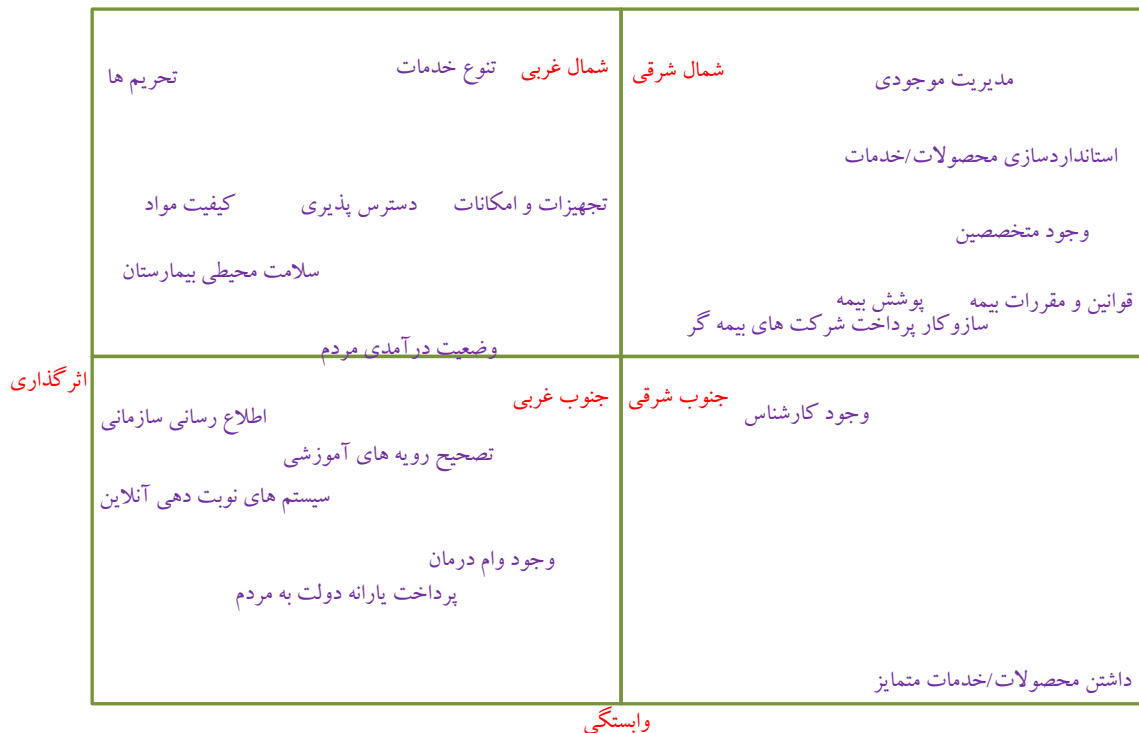 شمال شرقی
مدیریت موجودی
استانداردسازی محصولات/خدمات
وجود متخصصین
قوانین و مقررات بیمه
پوشش بیمه
سازوکار پرداخت شرکت های بیمه گر
شمال غربی
تنوع خدمات
تحریم ها
تجهیزات و امکانات
دسترس پذیری
کیفیت مواد
سلامت محیطی بیمارستان
وضعیت درآمدی مردم
اثرگذاری
جنوب شرقی
وجود کارشناس
داشتن محصولات/خدمات متمایز
جنوب غربی
اطلاع رسانی سازمانی
تصحیح رویه های آموزشی
سیستم های نوبت دهی آنلاین
وجود وام درمان
پرداخت یارانه دولت به مردم
وابستگی